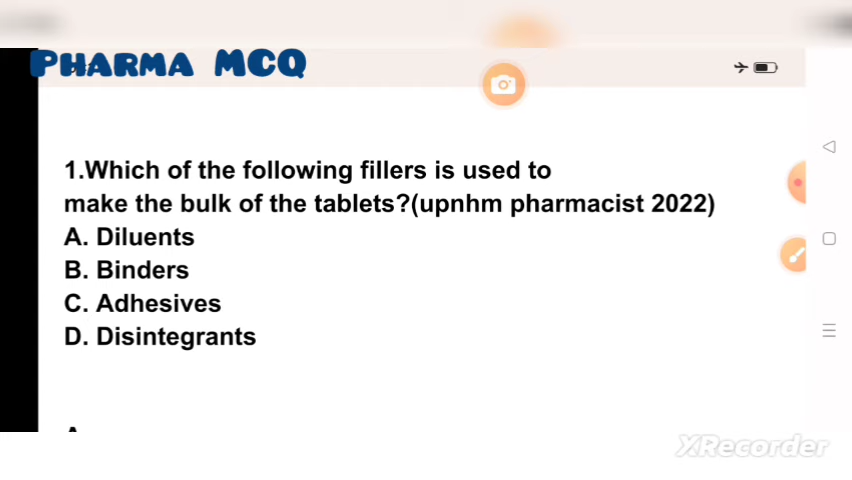 PHARMA MCQ
1.Which of the following fillers is used to
make the bulk of the tablets?(upnhm pharmacist 2022)
A. Diluents
B. Binders
C. Adhesives
D. Disintegrants
XRecorder